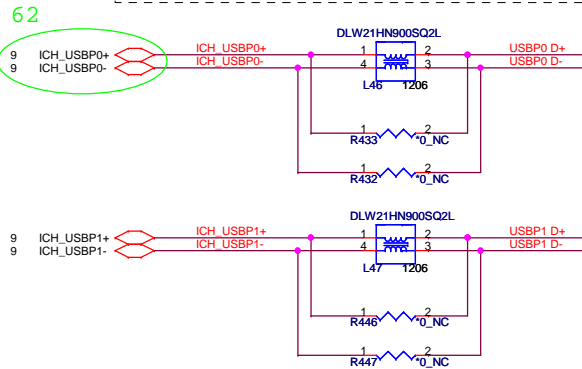 62
DLW21HN900SQ2L
9 ICH_USBP0+ ICH_USBP0+ 1 2 USBP0 D+
9 ICH_USBP0- ICH_USBP0- 4 3 USBP0 D-
L46 1206
1 2
R433 *0_NC
1 2
R432 *0_NC
DLW21HN900SQ2L
9 ICH_USBP1+ ICH_USBP1+ 1 2 USBP1 D+
9 ICH_USBP1- ICH_USBP1- 4 3 USBP1 D-
L47 1206
1 2
R446 *0_NC
1 2
R447 *0_NC